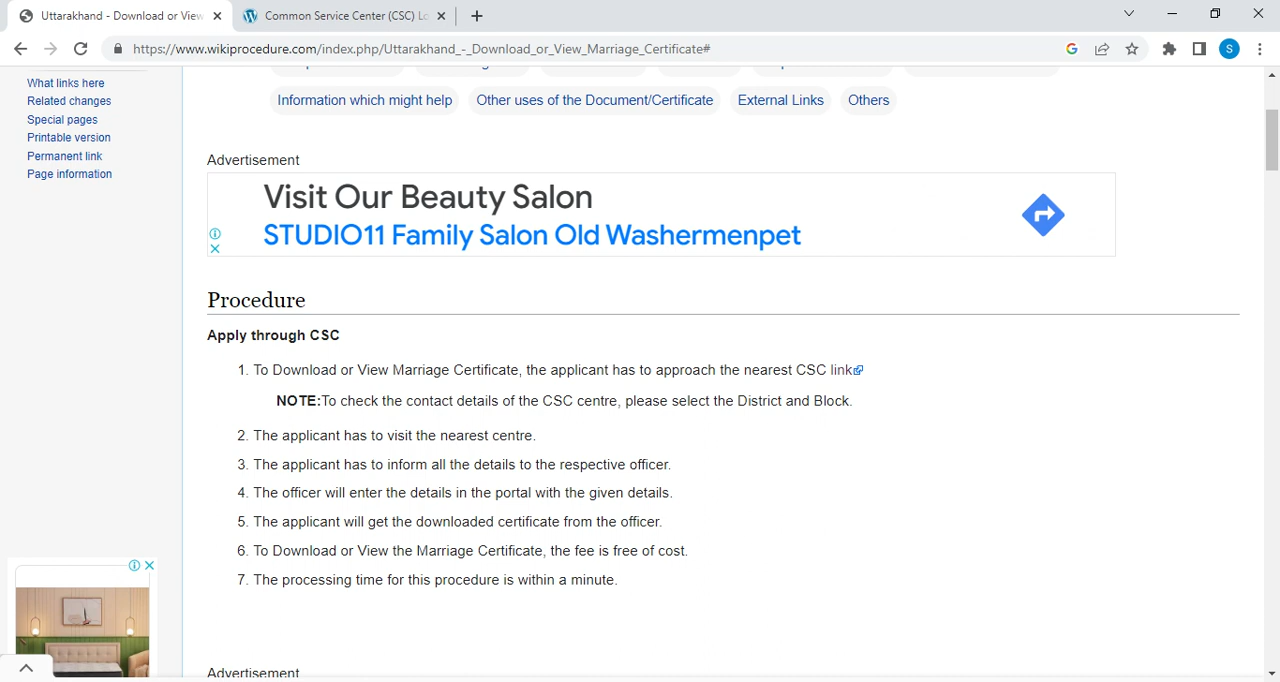 Uttarakhand - Download or View
Common Service Center (CSC) Lo
https://www.wikiprocedure.com/index.php/Uttarakhand_-_Download_or_View_Marriage_Certificate#
S
What links here
Related changes
Special pages
Printable version
Permanent link
Page information
Information which might help
Other uses of the Document/Certificate
External Links
Others
Advertisement
Visit Our Beauty Salon
STUDIO11 Family Salon Old Washermenpet
Procedure
Apply through CSC
1. To Download or View Marriage Certificate, the applicant has to approach the nearest CSC link
NOTE:To check the contact details of the CSC centre, please select the District and Block.
2. The applicant has to visit the nearest centre.
3. The applicant has to inform all the details to the respective officer.
4. The officer will enter the details in the portal with the given details.
5. The applicant will get the downloaded certificate from the officer.
6. To Download or View the Marriage Certificate, the fee is free of cost.
7. The processing time for this procedure is within a minute.
Advertisement